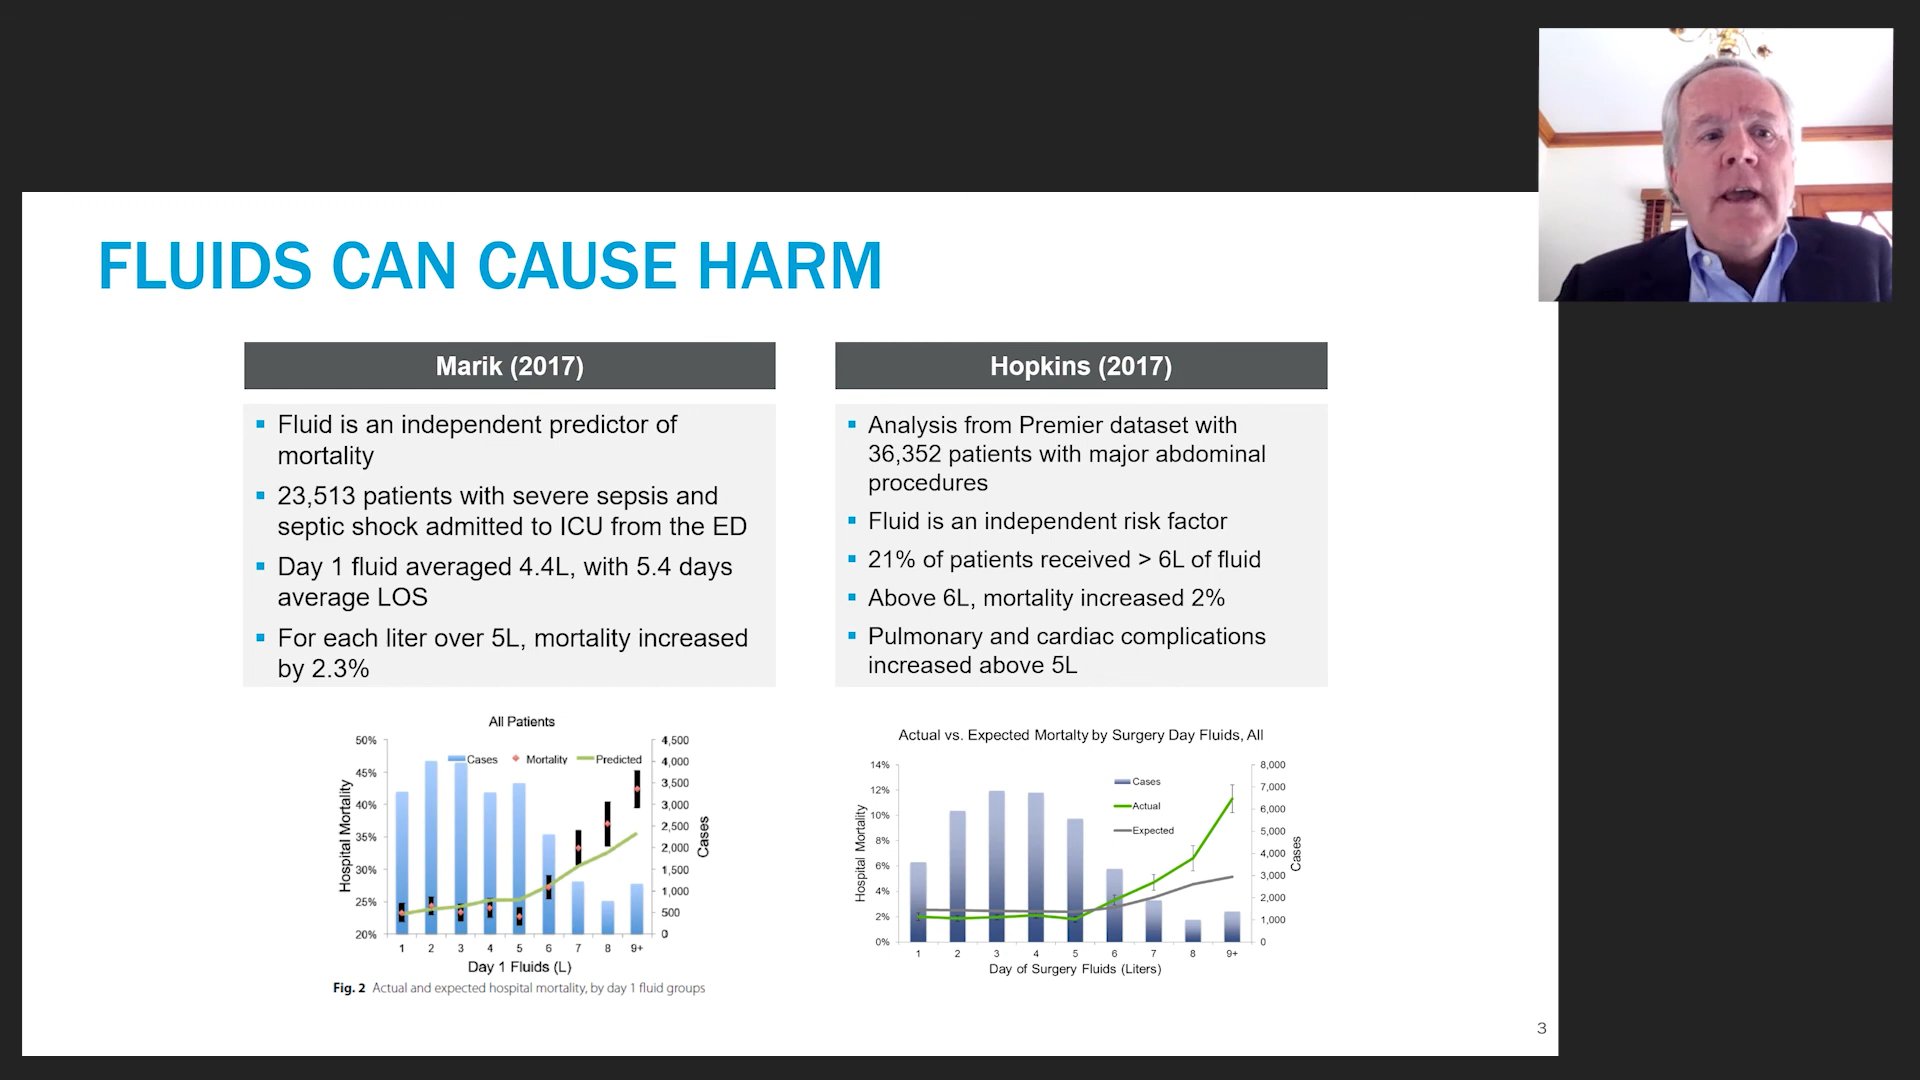 FLUIDS CAN CAUSE HARM
Marik (2017)
▪ Fluid is an independent predictor of
mortality
▪ 23,513 patients with severe sepsis and
septic shock admitted to ICU from the ED
▪ Day 1 fluid averaged 4.4L, with 5.4 days
average LOS
▪ For each liter over 5L, mortality increased
by 2.3%
Hopkins (2017)
▪ Analysis from Premier dataset with
36,352 patients with major abdominal
procedures
▪ Fluid is an independent risk factor
▪ 21% of patients received > 6L of fluid
▪ Above 6L, mortality increased 2%
▪ Pulmonary and cardiac complications
increased above 5L
All Patients
Cases Mortality Predicted
Hospital Mortality
50%
45%
40%
35%
30%
25%
20%
4,500
4,000
3,500
3,000
2,500
2,000
1,500
1,000
500
0
Cases
1 2 3 4 5 6 7 8 9+
Day 1 Fluids (L)
Fig. 2 Actual and expected hospital mortality, by day 1 fluid groups
Actual vs. Expected Mortalty by Surgery Day Fluids, All
Cases
Actual
Expected
Hospital Mortality
14%
12%
10%
8%
6%
4%
2%
0%
8,000
7,000
6,000
5,000
4,000
3,000
2,000
1,000
0
Cases
1 2 3 4 5 6 7 8 9+
Day of Surgery Fluids (Liters)
3